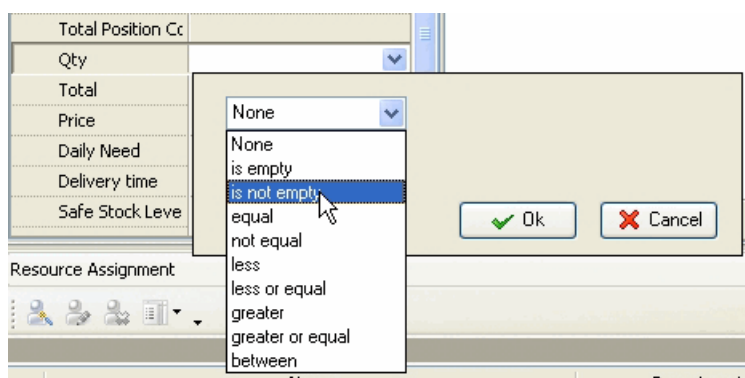 Total Position Cc
Qty
Total
Price
Daily Need
Delivery time
Safe Stock Leve
None
None
is empty
is not empty
equal
not equal
less
less or equal
greater
greater or equal
between
Ok
Cancel
Resource Assignment